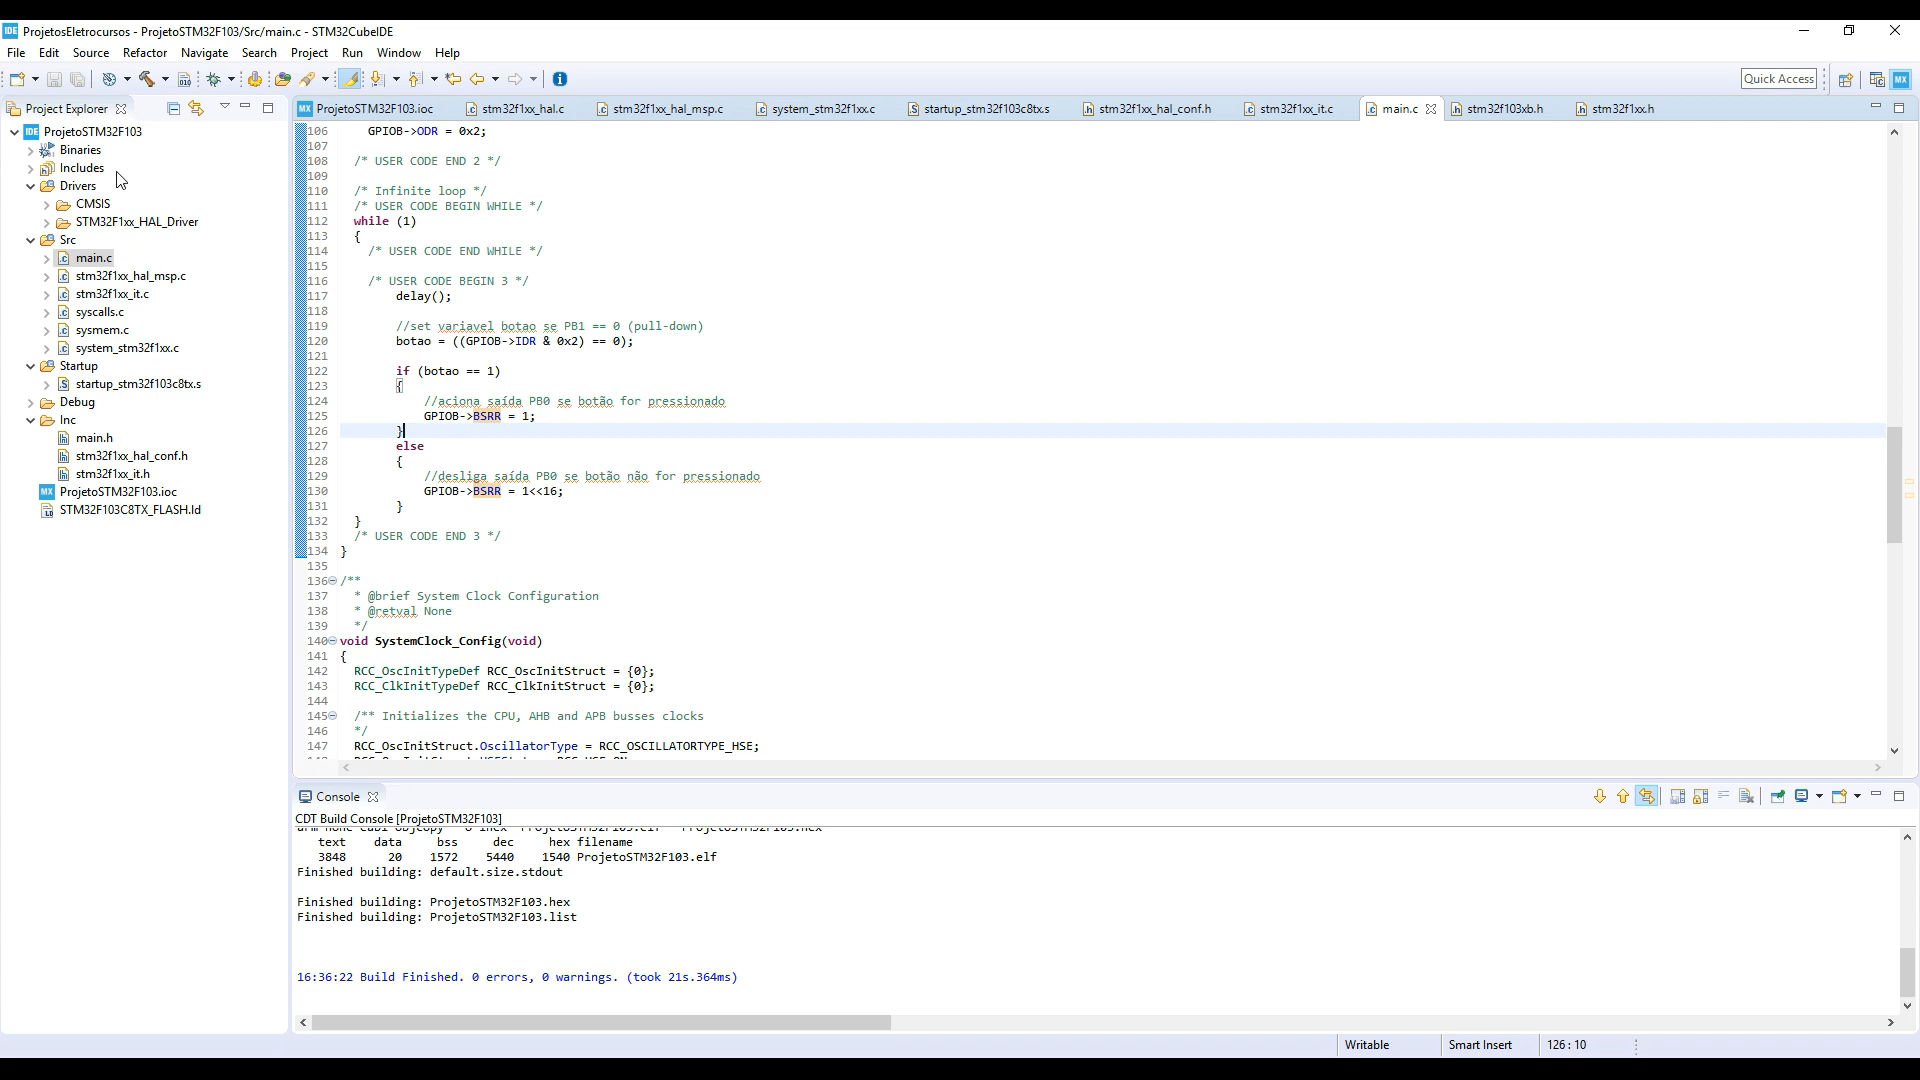 IDE ProjetosEletrocursos - ProjetoSTM32F103/Src/main.c - STM32CubeIDE
File Edit Source Refactor Navigate Search Project Run Window Help
Quick Access
Project Explorer
ProjetoSTM32F103
Binaries
Includes
Drivers
CMSIS
STM32F1xx_HAL_Driver
Src
main.c
stm32f1xx_hal_msp.c
stm32f1xx_it.c
syscalls.c
sysmem.c
system_stm32f1xx.c
Startup
startup_stm32f103c8tx.s
Debug
Inc
main.h
stm32f1xx_hal_conf.h
stm32f1xx_it.h
ProjetoSTM32F103.ioc
STM32F103C8TX_FLASH.ld
ProjetoSTM32F103.ioc stm32f1xx_hal.c stm32f1xx_hal_msp.c system_stm32f1xx.c startup_stm32f103c8tx.s stm32f1xx_hal_conf.h stm32f1xx_it.c main.c stm32f103xb.h stm32f1xx.h
106 GPIOB->ODR = 0x2;
107
108 /* USER CODE END 2 */
109
110 /* Infinite loop */
111 /* USER CODE BEGIN WHILE */
112 while (1)
113 {
114 /* USER CODE END WHILE */
115
116 /* USER CODE BEGIN 3 */
117 delay();
118
119 //set variavel botao se PB1 == 0 (pull-down)
120 botao = ((GPIOB->IDR & 0x2) == 0);
121
122 if (botao == 1)
123 {
124 //aciona saída PB0 se botão for pressionado
125 GPIOB->BSRR = 1;
126 }
127 else
128 {
129 //desliga saída PB0 se botão não for pressionado
130 GPIOB->BSRR = 1<<16;
131 }
132 }
133 /* USER CODE END 3 */
134 }
135
136 /**
137 * @brief System Clock Configuration
138 * @retval None
139 */
140 void SystemClock_Config(void)
141 {
142 RCC_OscInitTypeDef RCC_OscInitStruct = {0};
143 RCC_ClkInitTypeDef RCC_ClkInitStruct = {0};
144
145 /** Initializes the CPU, AHB and APB busses clocks
146 */
147 RCC_OscInitStruct.OscillatorType = RCC_OSCILLATORTYPE_HSE;
Console
CDT Build Console [ProjetoSTM32F103]
text data bss dec hex filename
3848 20 1572 5440 1540 ProjetoSTM32F103.elf
Finished building: default.size.stdout
Finished building: ProjetoSTM32F103.hex
Finished building: ProjetoSTM32F103.list
16:36:22 Build Finished. 0 errors, 0 warnings. (took 21s.364ms)
Writable Smart Insert 126 : 10